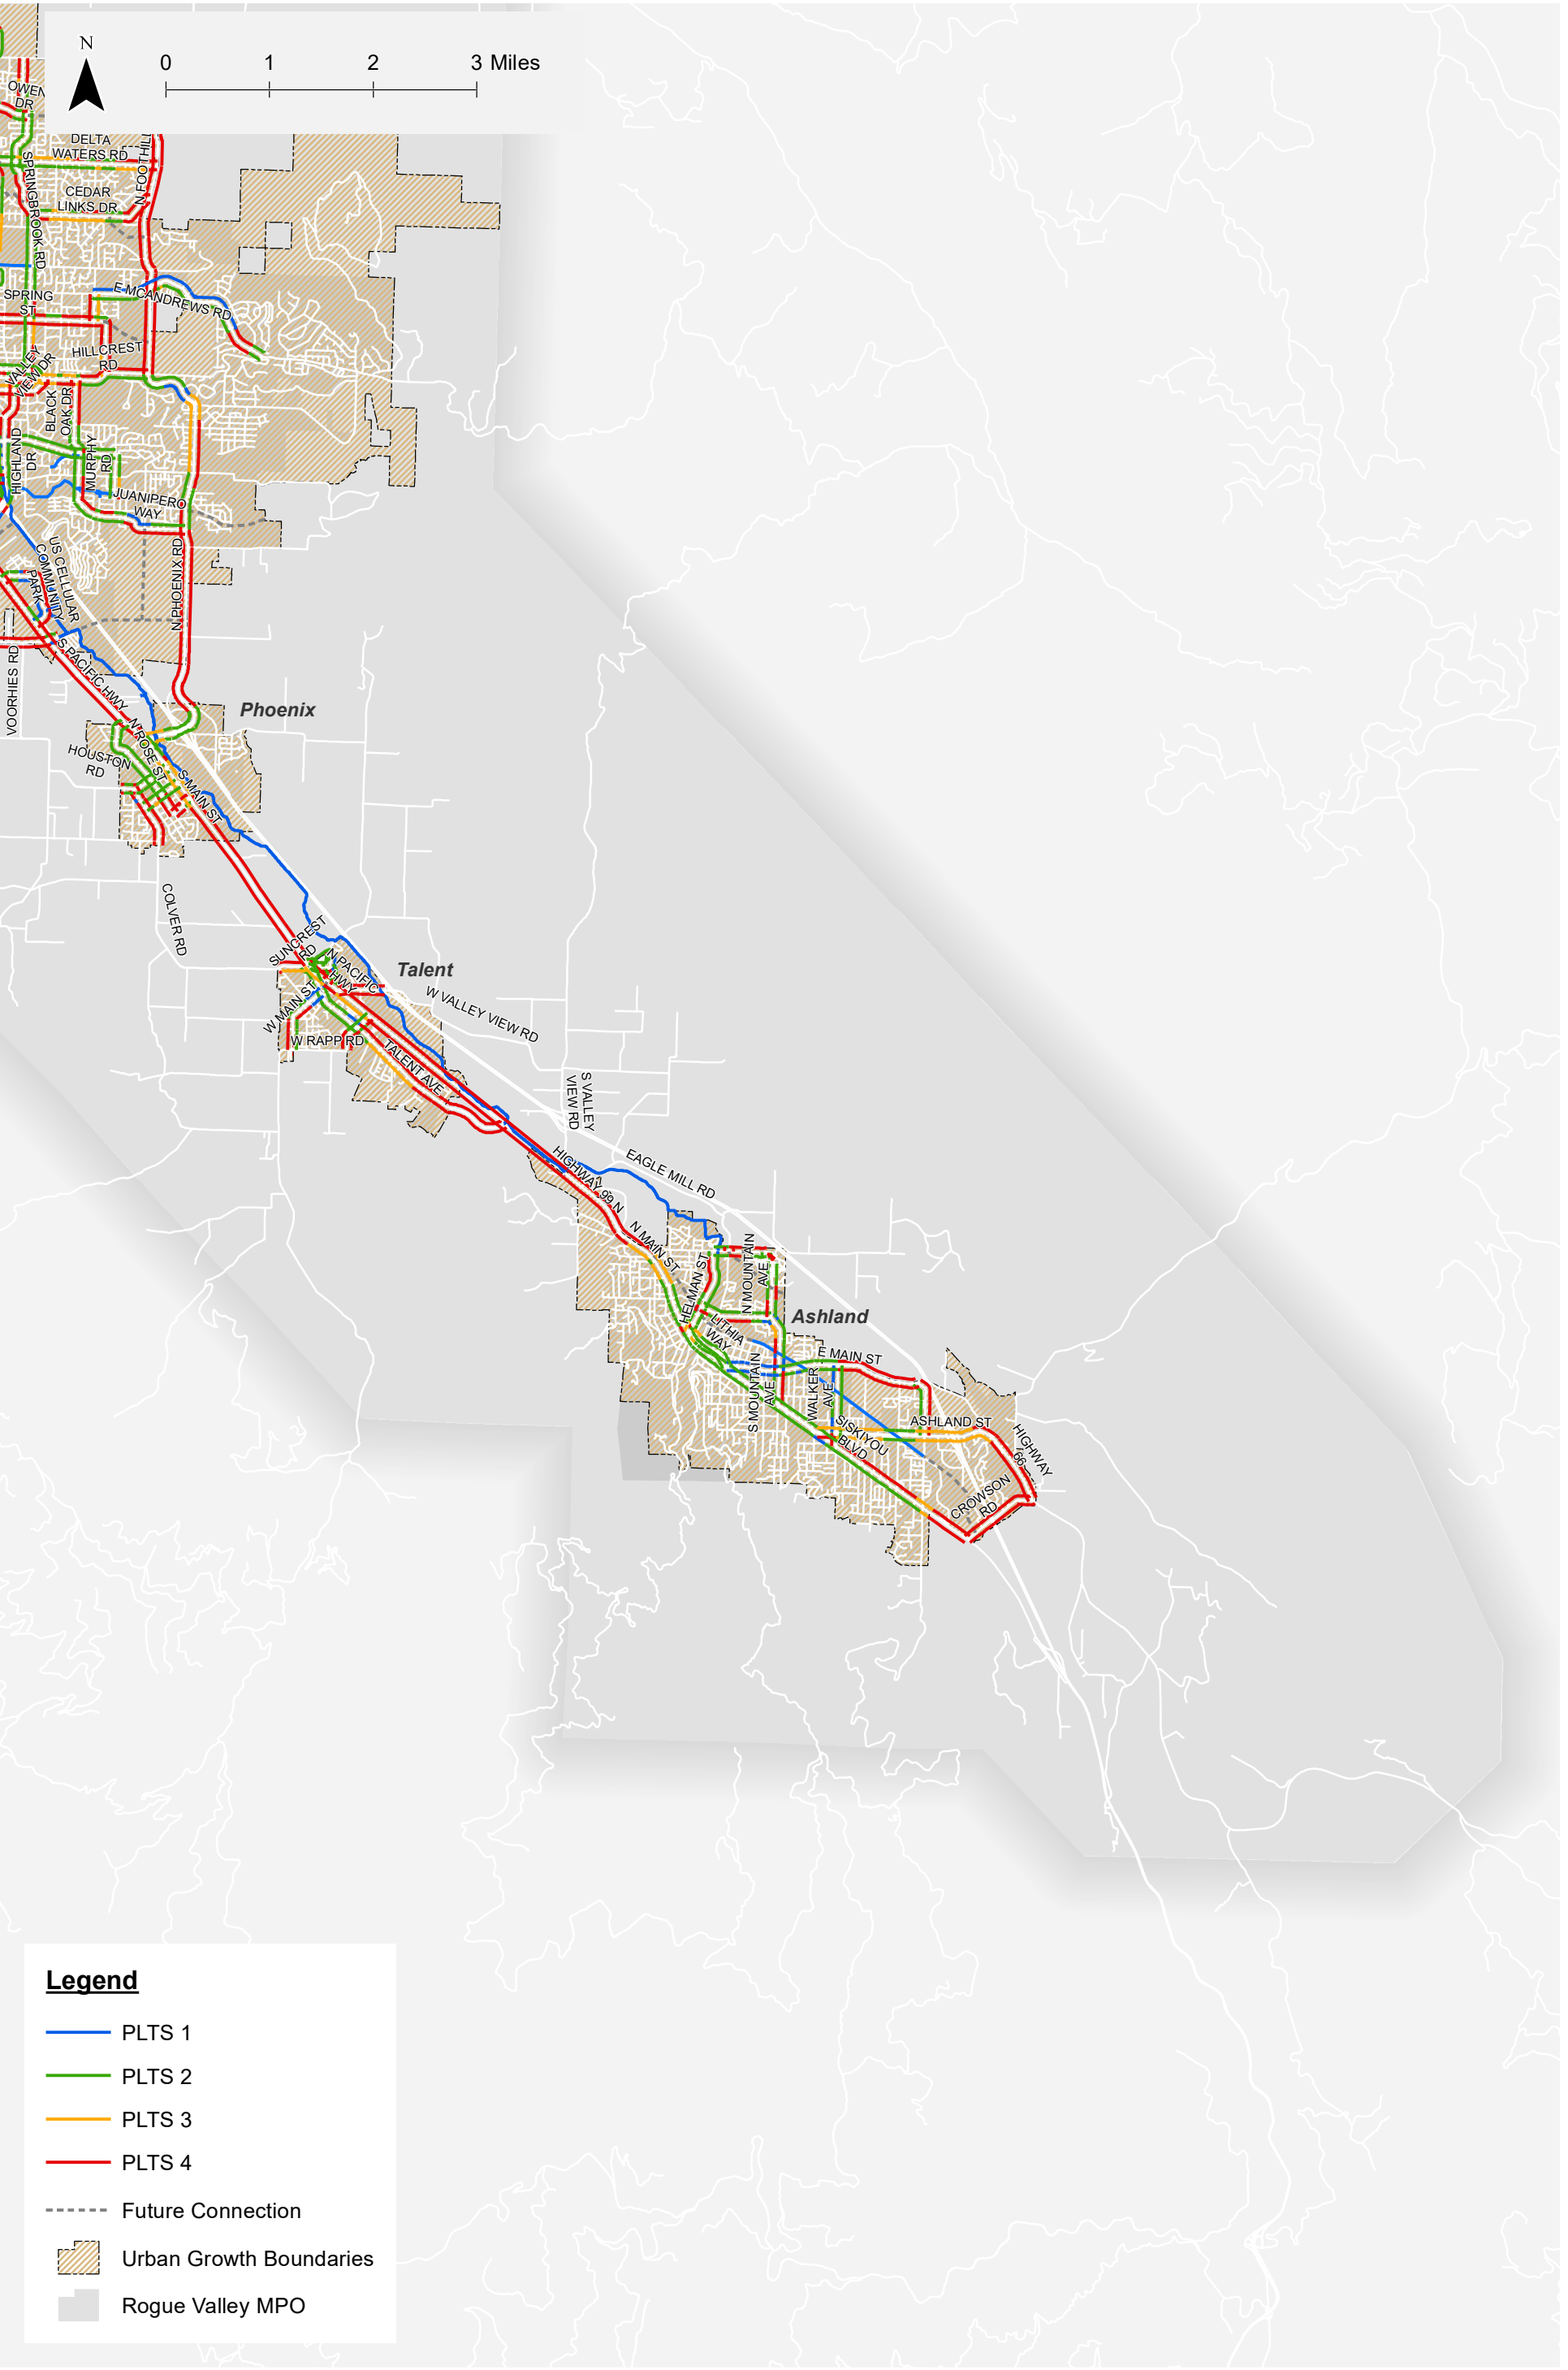 N
0 1 2 3 Miles
OWEN
DR
DELTA
WATERS RD
N FOOTHILL
SPRINGBROOK RD
CEDAR
LINKS DR
E MCANDREWS RD
SPRING
ST
HILLCREST
RD
VALLEY
VIEW DR
BLACK
OAK DR
HIGHLAND
DR
MURPHY
RD
JUANIPERO
WAY
US CELLULAR
COMMUNITY
PARK
N PHOENIX RD
VOORHIES RD
S PACIFIC HWY
Phoenix
N ROSE ST
HOUSTON
RD
S MAIN ST
COLVER RD
SUNCREST
RD
N PACIFIC
HWY
Talent
W MAIN ST
W VALLEY VIEW RD
W RAPP RD
TALENT AVE
S VALLEY
VIEW RD
HIGHWAY 99 N
EAGLE MILL RD
N MAIN ST
HELMAN ST
N MOUNTAIN
AVE
Ashland
LITHIA
WAY
E MAIN ST
S MOUNTAIN
AVE
WALKER
AVE
SISKIYOU
BLVD
ASHLAND ST
HIGHWAY
66
CROWSON
RD
Legend
PLTS 1
PLTS 2
PLTS 3
PLTS 4
Future Connection
Urban Growth Boundaries
Rogue Valley MPO